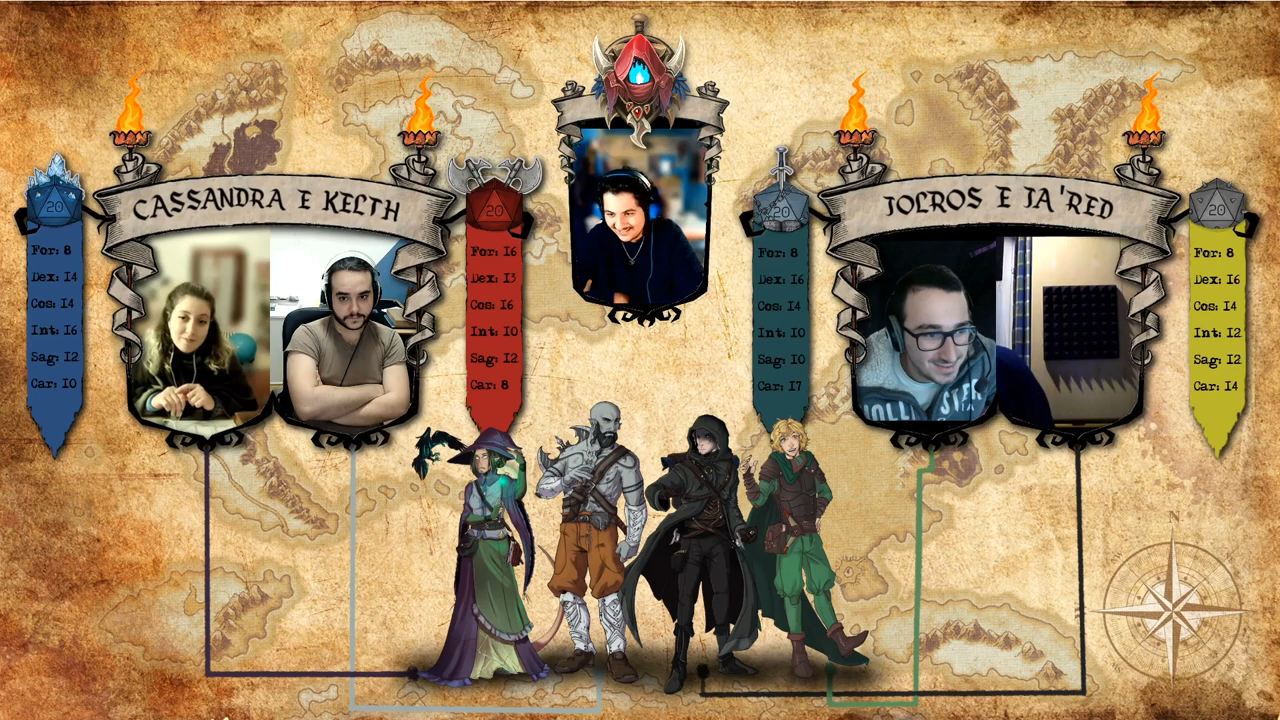 CASSANDRA E KELTH
JOLROS E JA'RED
20
For: 8
Dex: 14
Cos: 14
Int: 16
Sag: 12
Car: 10
20
For: 16
Dex: 13
Cos: 16
Int: 10
Sag: 12
Car: 8
20
For: 8
Dex: 16
Cos: 14
Int: 10
Sag: 10
Car: 17
20
For: 8
Dex: 16
Cos: 14
Int: 12
Sag: 12
Car: 14
N